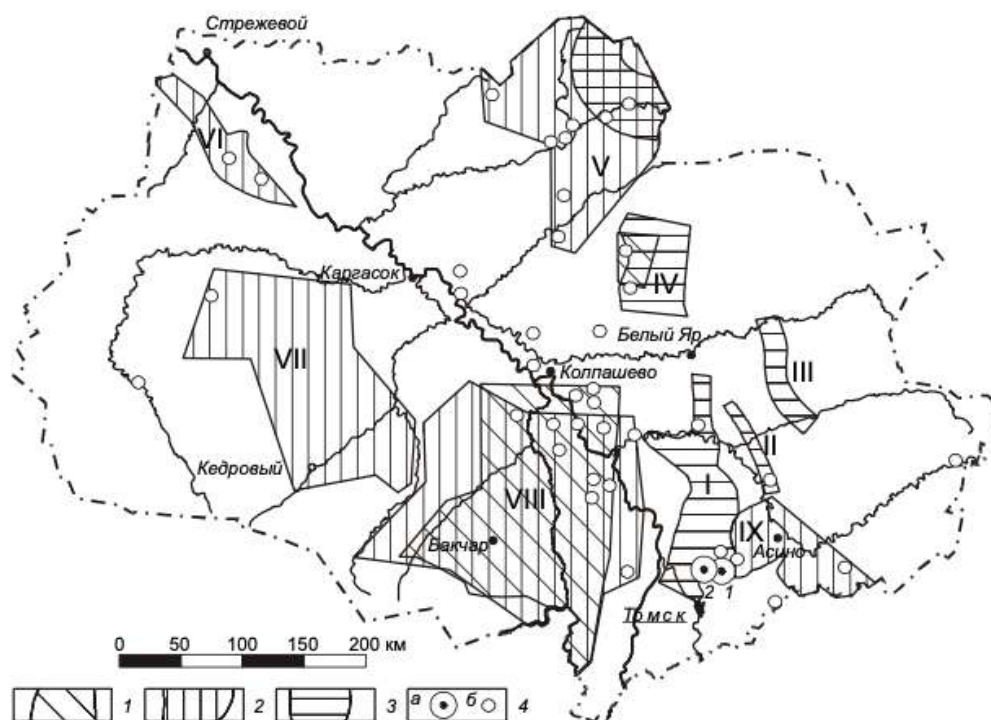 Стрежевой
VI
V
Каргасок
IV
Белый Яр
III
Колпашево
VII
II
Кедровый
I
VIII
IX
Бакчар
Асино
2 1
Томск
0 50 100 150 200 км
1 2 3 а б 4